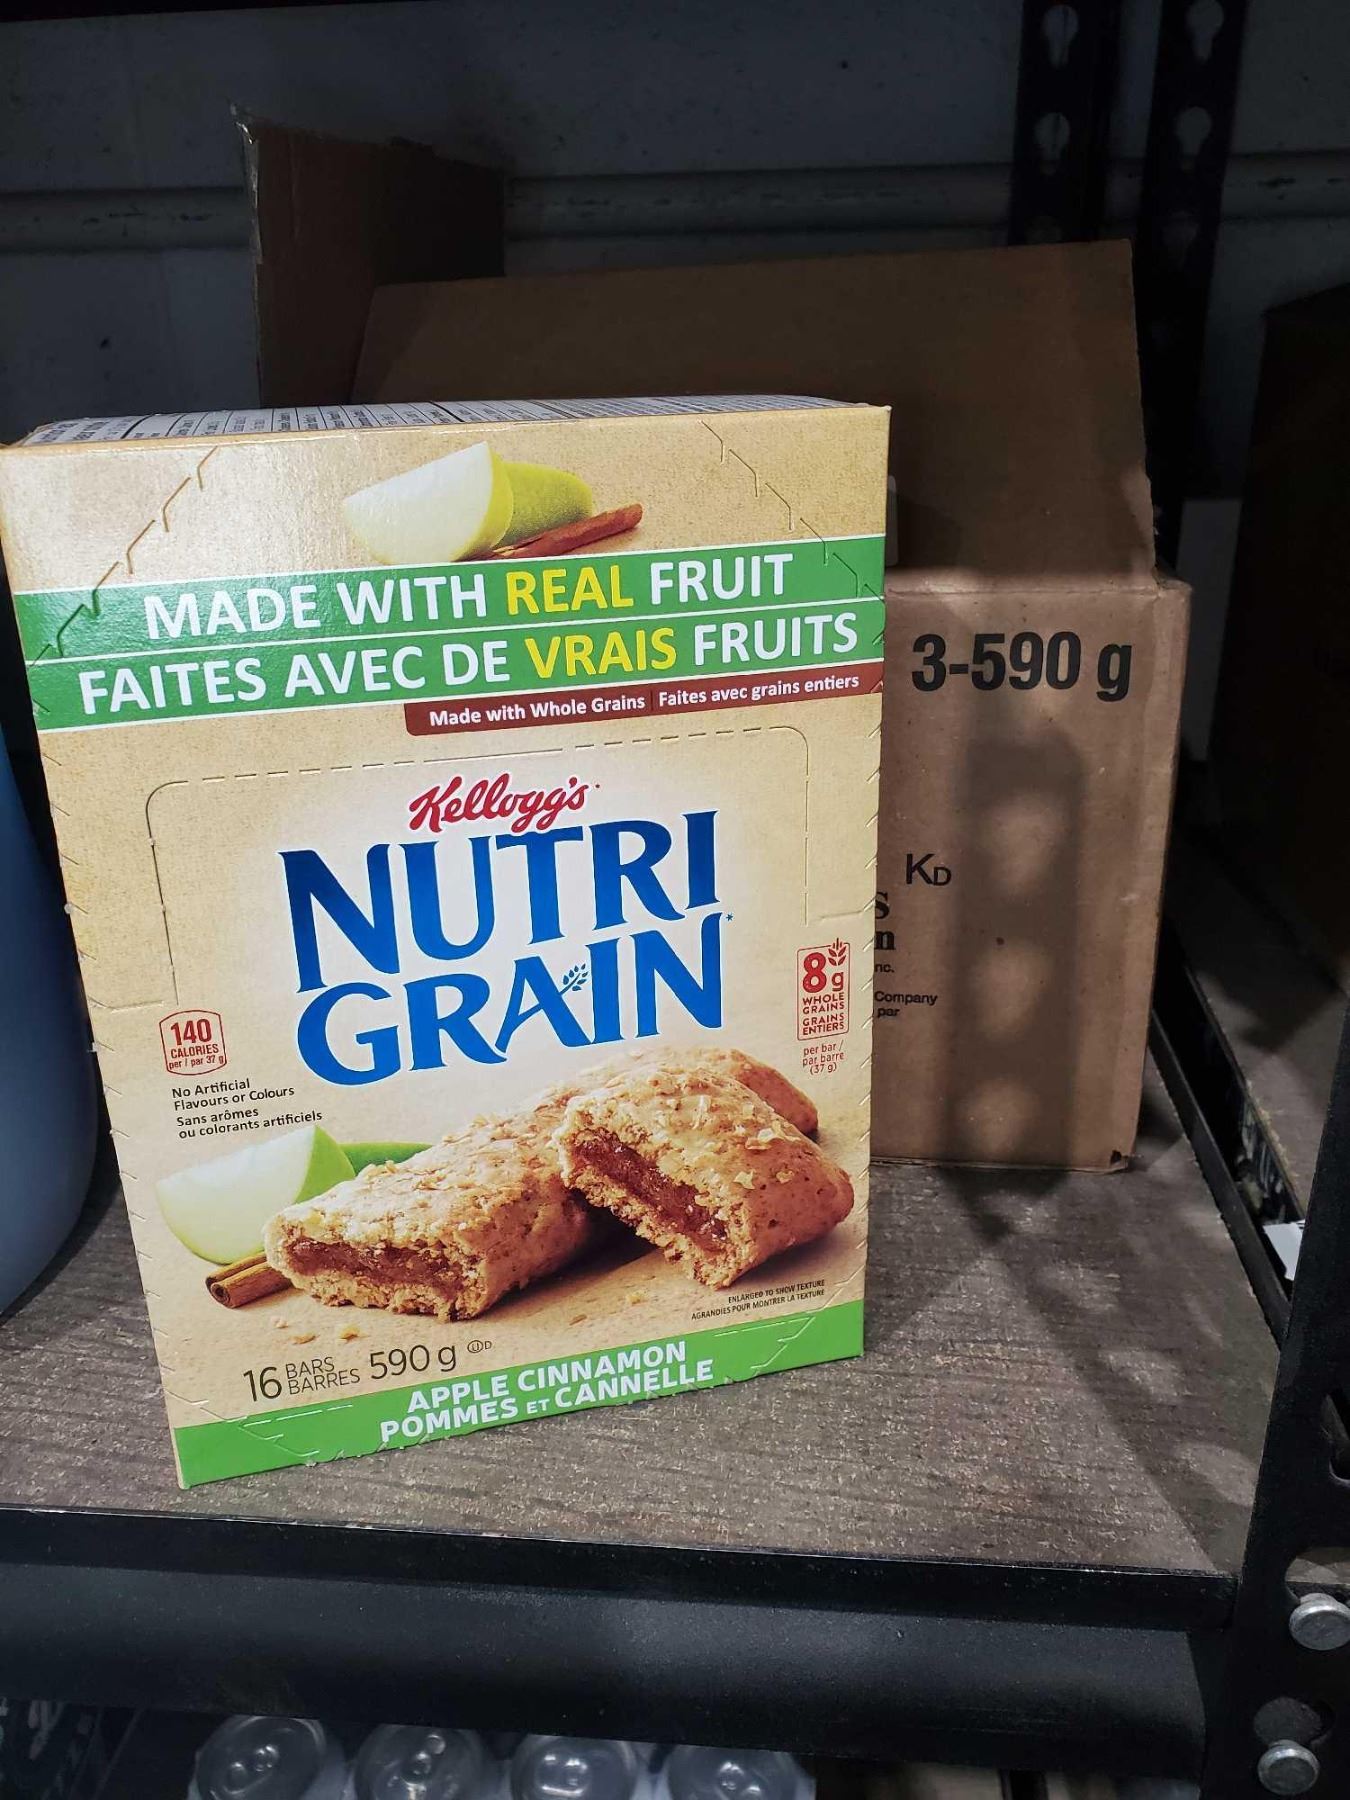 MADE WITH REAL FRUIT
FAITES AVEC DE VRAIS FRUITS
Made with Whole Grains Faites avec grains entiers
Kellogg's
NUTRI
GRAIN*
140
CALORIES
per / par 37 g
No Artificial
Flavours or Colours
Sans arômes
ou colorants artificiels
8g
WHOLE
GRAINS
GRAINS
ENTIERS
per bar /
par barre
(37 g)
ENLARGED TO SHOW TEXTURE
AGRANDIES POUR MONTRER LA TEXTURE
16 BARS
BARRES 590 g UD
APPLE CINNAMON
POMMES ET CANNELLE
3-590 g
KD
s
n
nc.
Company
par